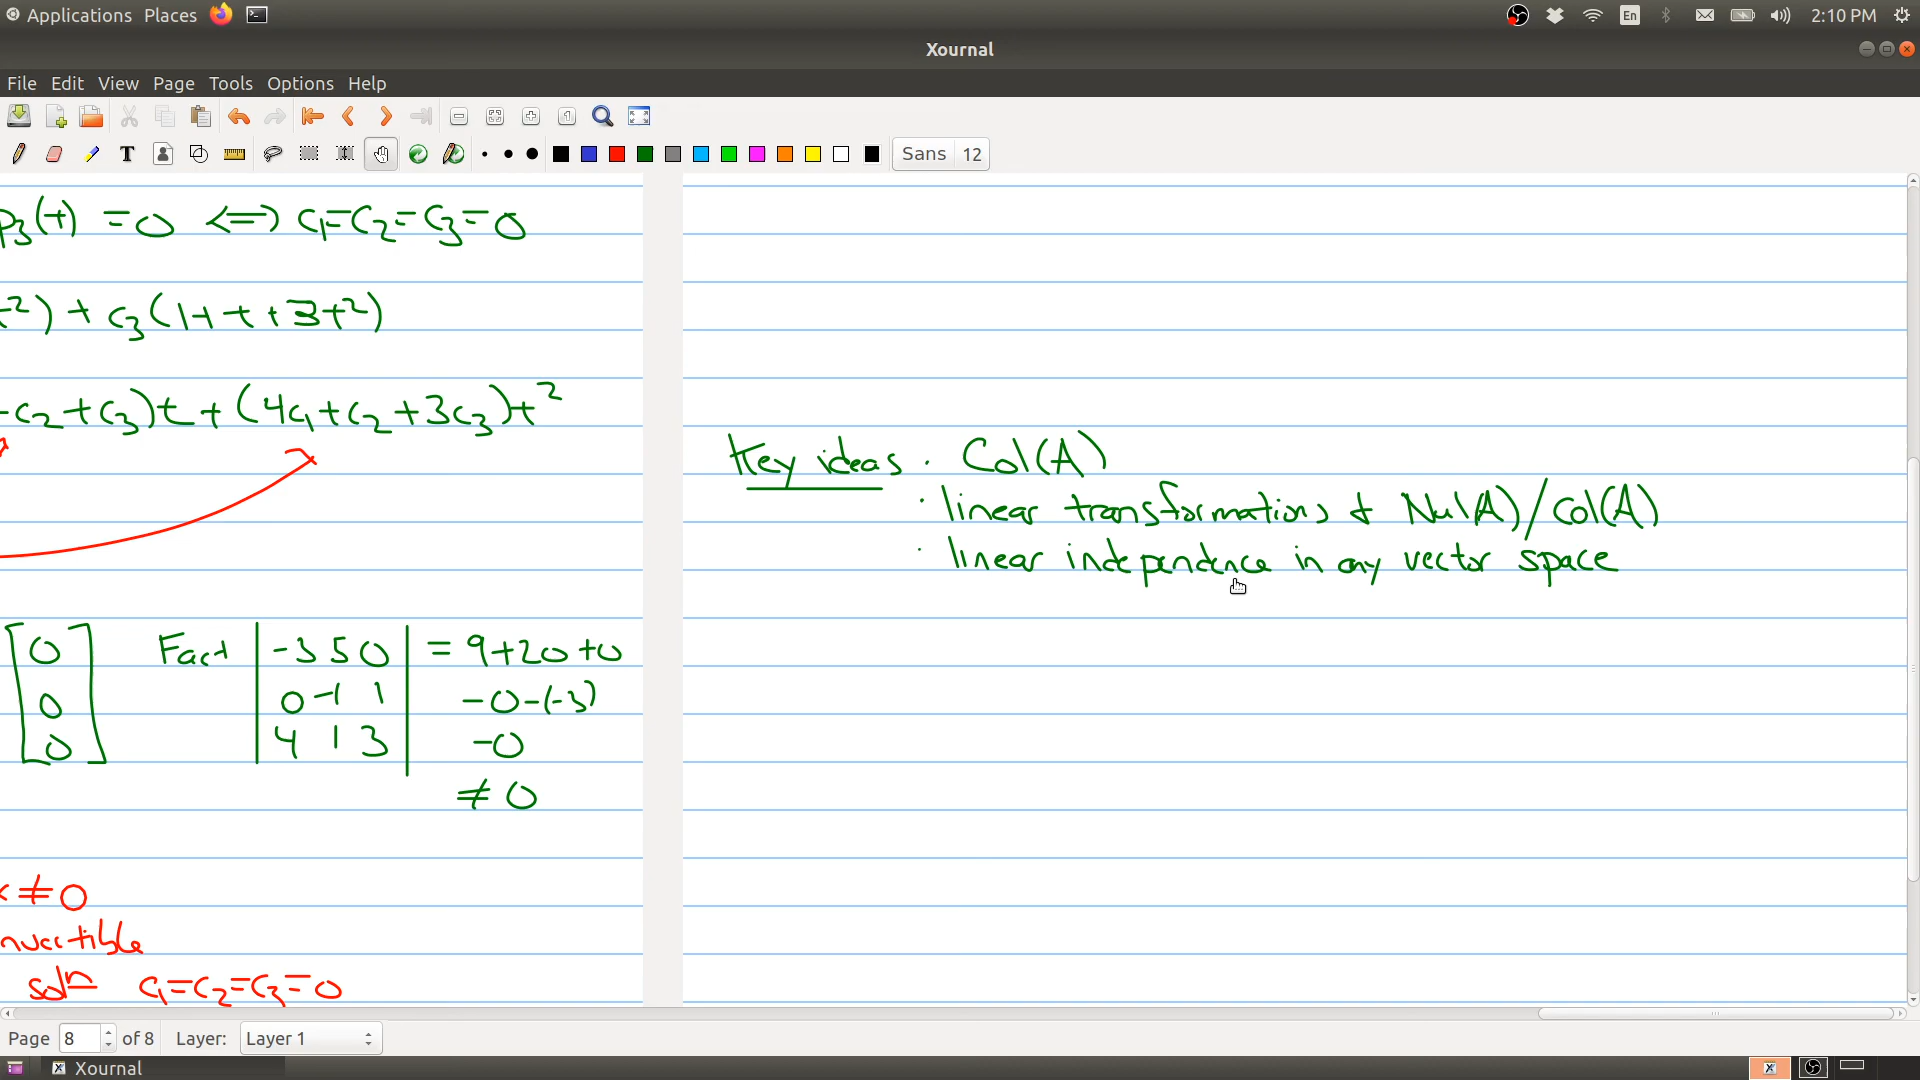 Applications Places En 2:10 PM
Xournal
File Edit View Page Tools Options Help
Sans 12
p₃(t) = 0 ⟺ c₁=c₂=c₃=0
t²) + c₃(1+t+3t²)
-c₂+c₃)t + (4c₁+c₂+3c₃)t²
[0
0
0]
Fact | -3 5 0 | = 9+20+0
0 -1 1 -0-(-3)
4 1 3 -0
≠ 0
≠ 0
nvertible
soln c₁=c₂=c₃=0
Key ideas · Col(A)
· linear transformations & Nul(A)/Col(A)
· linear independence in any vector space
Page 8 of 8 Layer: Layer 1
Xournal